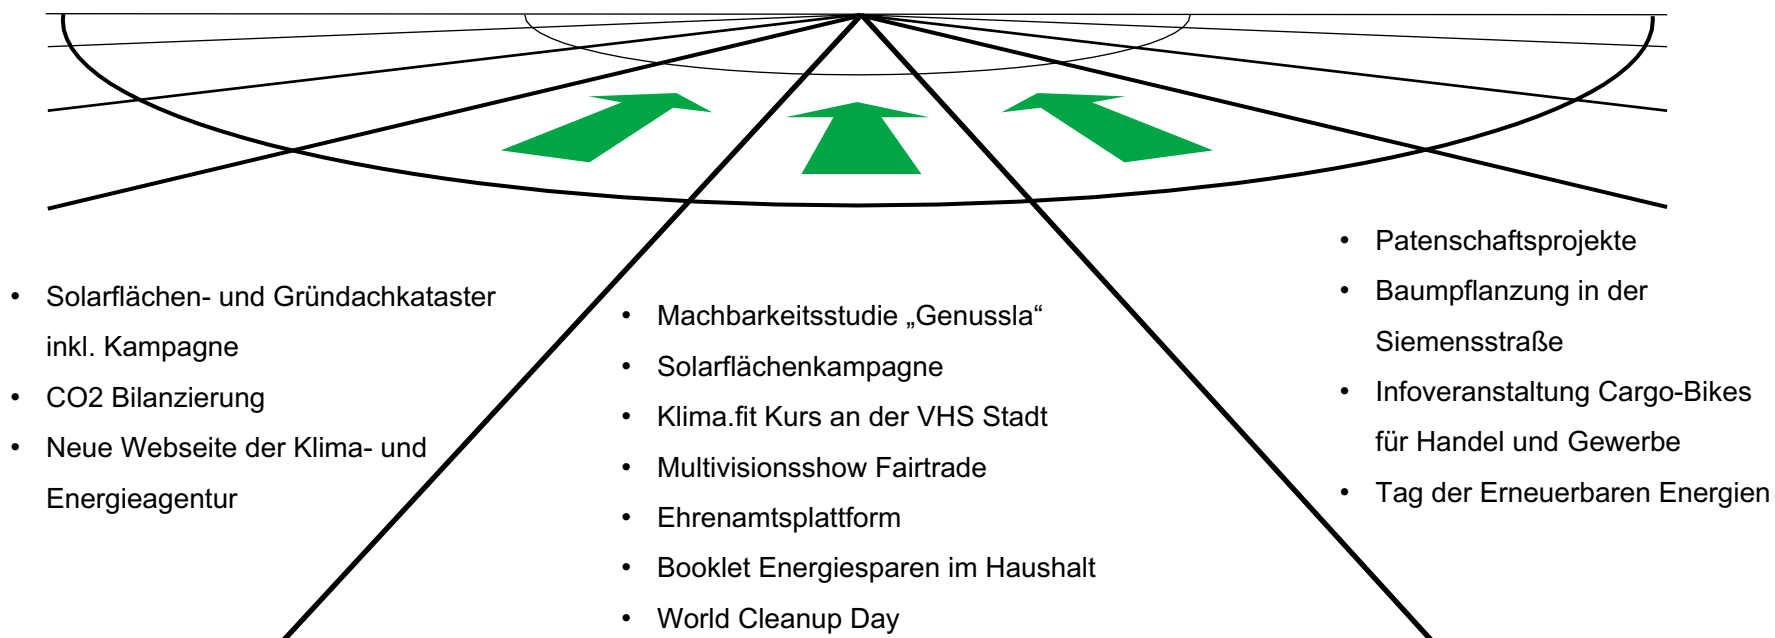 • Solarflächen- und Gründachkataster
inkl. Kampagne
• CO2 Bilanzierung
• Neue Webseite der Klima- und
Energieagentur
• Machbarkeitsstudie „Genussla“
• Solarflächenkampagne
• Klima.fit Kurs an der VHS Stadt
• Multivisionsshow Fairtrade
• Ehrenamtsplattform
• Booklet Energiesparen im Haushalt
• World Cleanup Day
• Patenschaftsprojekte
• Baumpflanzung in der
Siemensstraße
• Infoveranstaltung Cargo-Bikes
für Handel und Gewerbe
• Tag der Erneuerbaren Energien